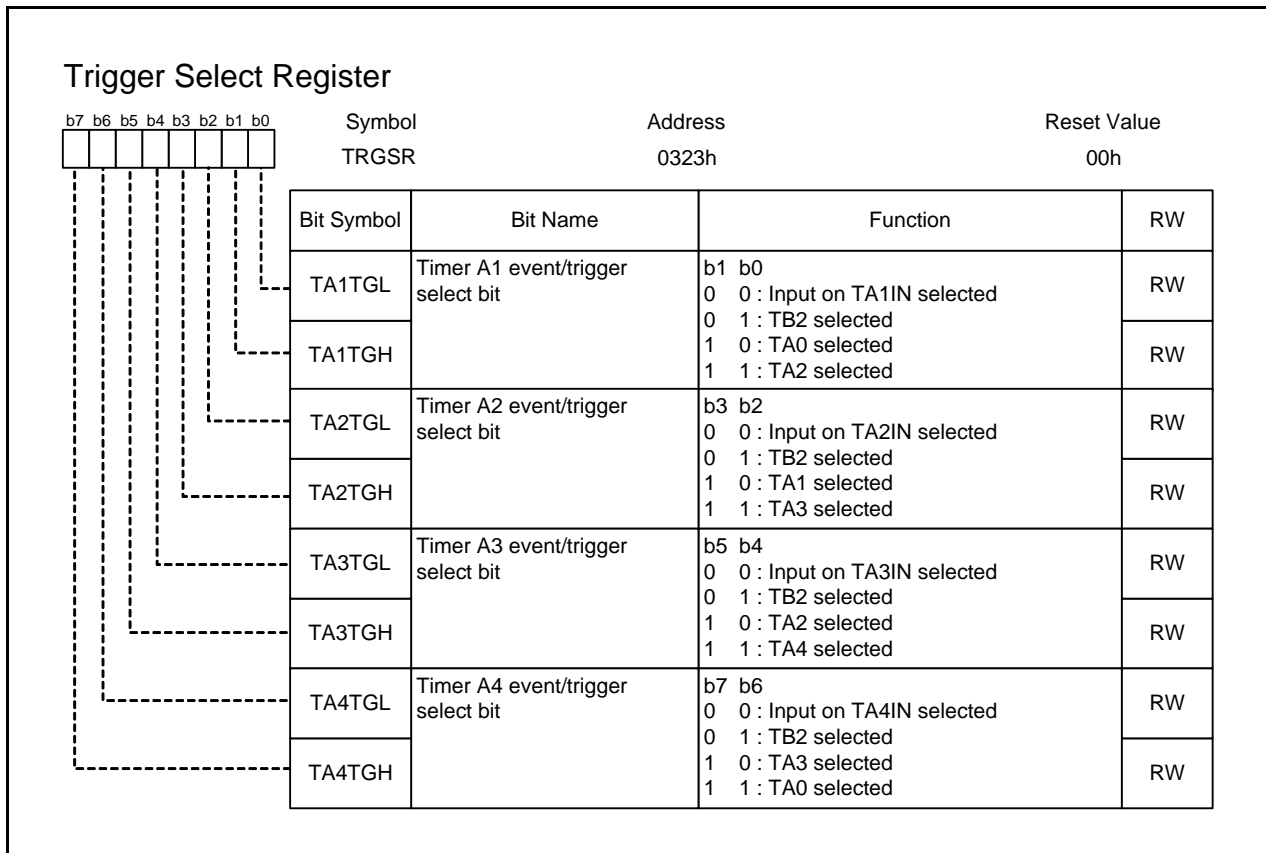 Trigger Select Register
b7 b6 b5 b4 b3 b2 b1 b0
Symbol Address Reset Value
TRGSR 0323h 00h
Bit Symbol Bit Name Function RW
TA1TGL Timer A1 event/trigger select bit RW
TA1TGH RW
b1 b0
0 0 : Input on TA1IN selected
0 1 : TB2 selected
1 0 : TA0 selected
1 1 : TA2 selected
TA2TGL Timer A2 event/trigger select bit RW
TA2TGH RW
b3 b2
0 0 : Input on TA2IN selected
0 1 : TB2 selected
1 0 : TA1 selected
1 1 : TA3 selected
TA3TGL Timer A3 event/trigger select bit RW
TA3TGH RW
b5 b4
0 0 : Input on TA3IN selected
0 1 : TB2 selected
1 0 : TA2 selected
1 1 : TA4 selected
TA4TGL Timer A4 event/trigger select bit RW
TA4TGH RW
b7 b6
0 0 : Input on TA4IN selected
0 1 : TB2 selected
1 0 : TA3 selected
1 1 : TA0 selected